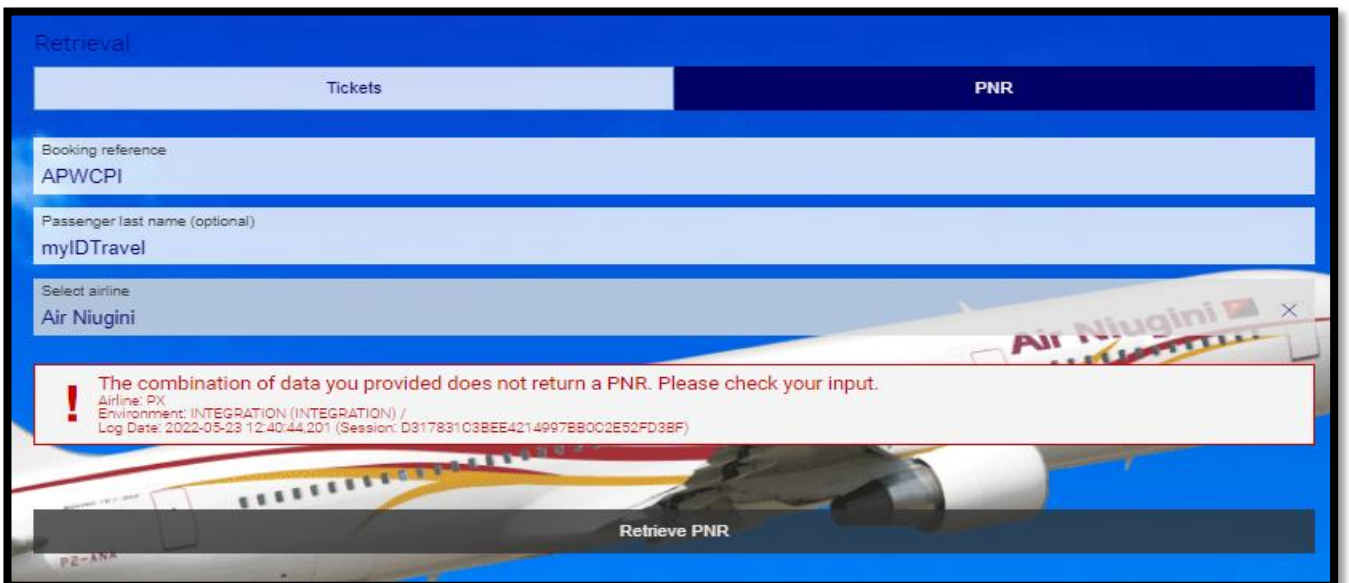 Retrieval
Tickets
PNR
Booking reference
APWCPI
Passenger last name (optional)
myIDTravel
Select airline
Air Niugini
Air Niugini
The combination of data you provided does not return a PNR. Please check your input.
Airline: PX
Environment: INTEGRATION (INTEGRATION) /
Log Date: 2022-05-23 12:40:44,201 (Session: D317831C3BEE4214997BB0C2E52FD3BF)
Retrieve PNR
P2-ANA